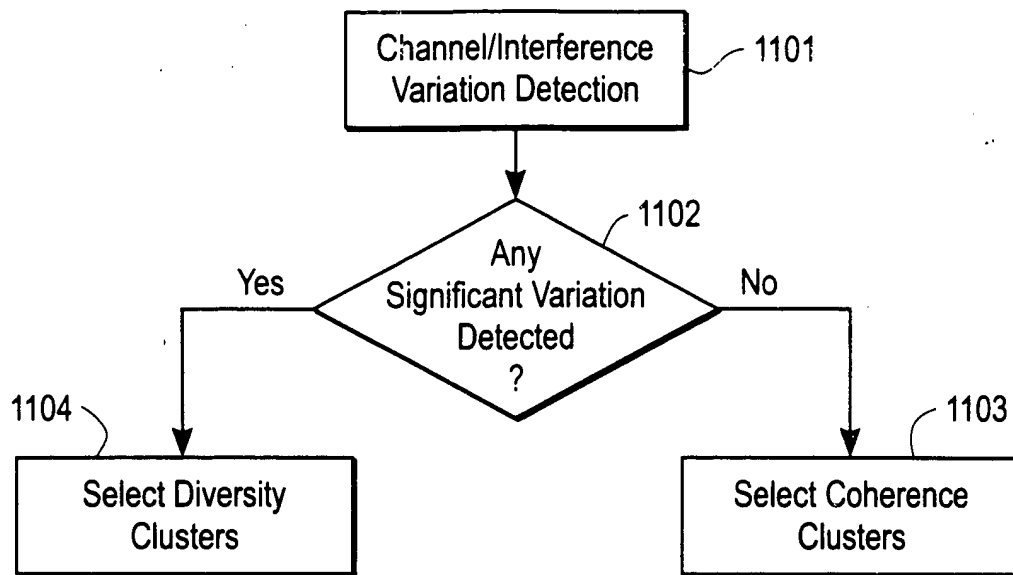 Channel/Interference
Variation Detection
1101
1102
Any
Significant Variation
Detected
?
Yes
No
1104
1103
Select Diversity
Clusters
Select Coherence
Clusters